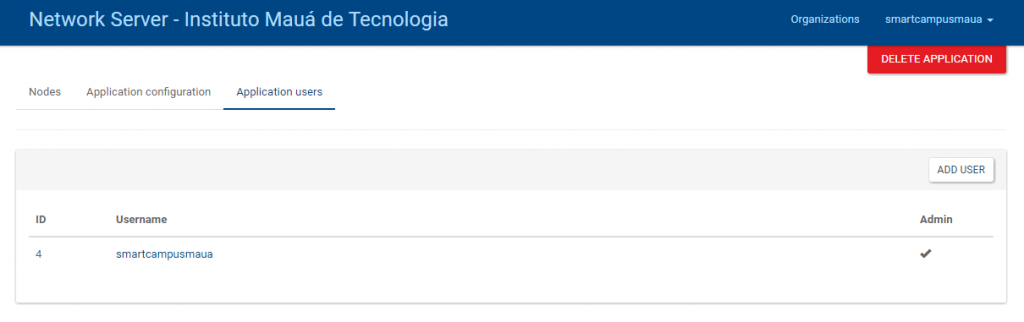 Network Server - Instituto Mauá de Tecnologia Organizations smartcampusmaua
DELETE APPLICATION
Nodes Application configuration Application users
ADD USER
ID Username Admin
4 smartcampusmaua